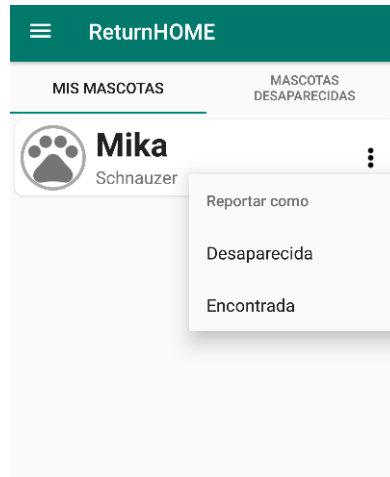 ReturnHOME
MIS MASCOTAS
MASCOTAS
DESAPARECIDAS
Mika
Schnauzer
Reportar como
Desaparecida
Encontrada